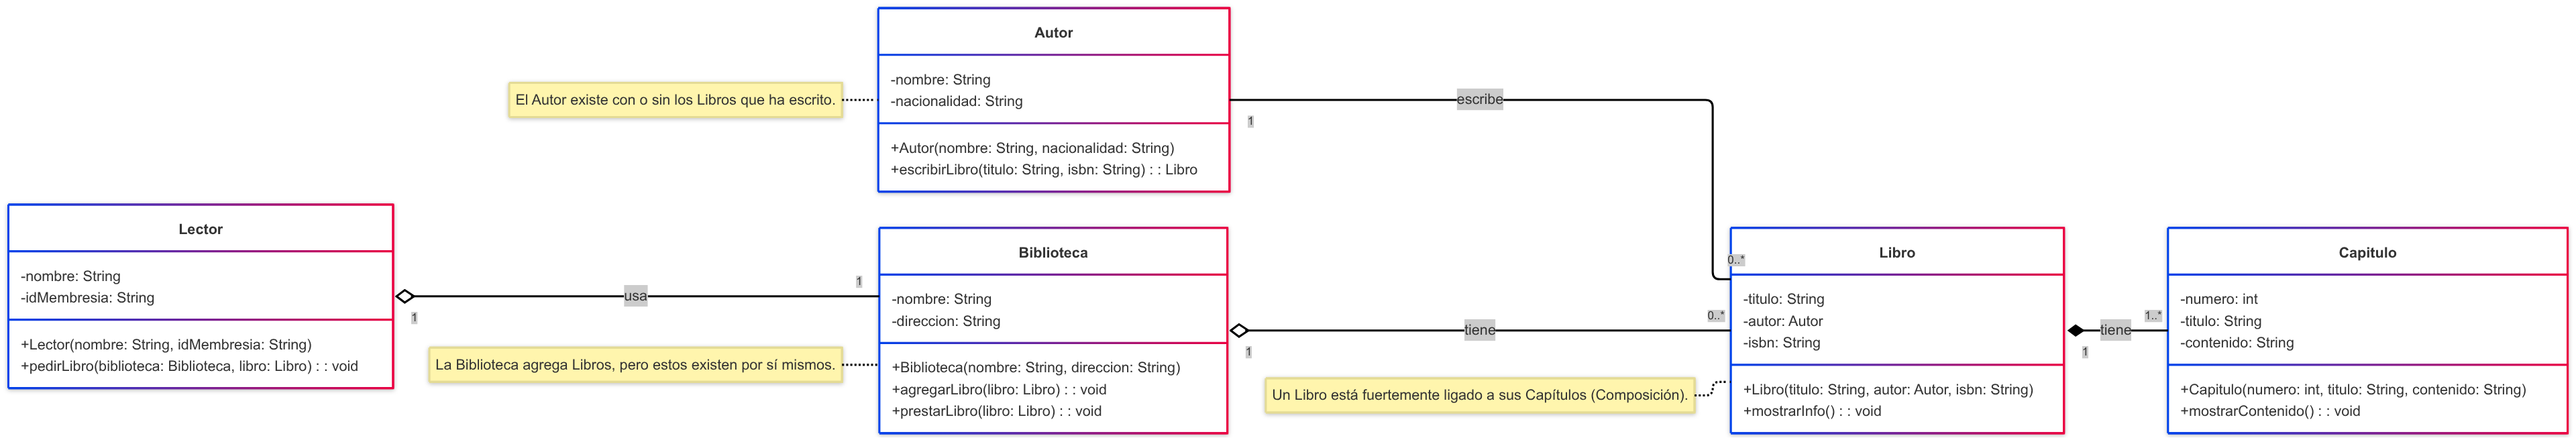 Autor
-nombre: String
-nacionalidad: String
+Autor(nombre: String, nacionalidad: String)
+escribirLibro(titulo: String, isbn: String) : : Libro
El Autor existe con o sin los Libros que ha escrito.
escribe
1
0..*
Lector
-nombre: String
-idMembresia: String
+Lector(nombre: String, idMembresia: String)
+pedirLibro(biblioteca: Biblioteca, libro: Libro) : : void
usa
1
1
Biblioteca
-nombre: String
-direccion: String
+Biblioteca(nombre: String, direccion: String)
+agregarLibro(libro: Libro) : : void
+prestarLibro(libro: Libro) : : void
La Biblioteca agrega Libros, pero estos existen por sí mismos.
tiene
1
0..*
Libro
-titulo: String
-autor: Autor
-isbn: String
+Libro(titulo: String, autor: Autor, isbn: String)
+mostrarInfo() : : void
Un Libro está fuertemente ligado a sus Capítulos (Composición).
tiene
1
1..*
Capitulo
-numero: int
-titulo: String
-contenido: String
+Capitulo(numero: int, titulo: String, contenido: String)
+mostrarContenido() : : void